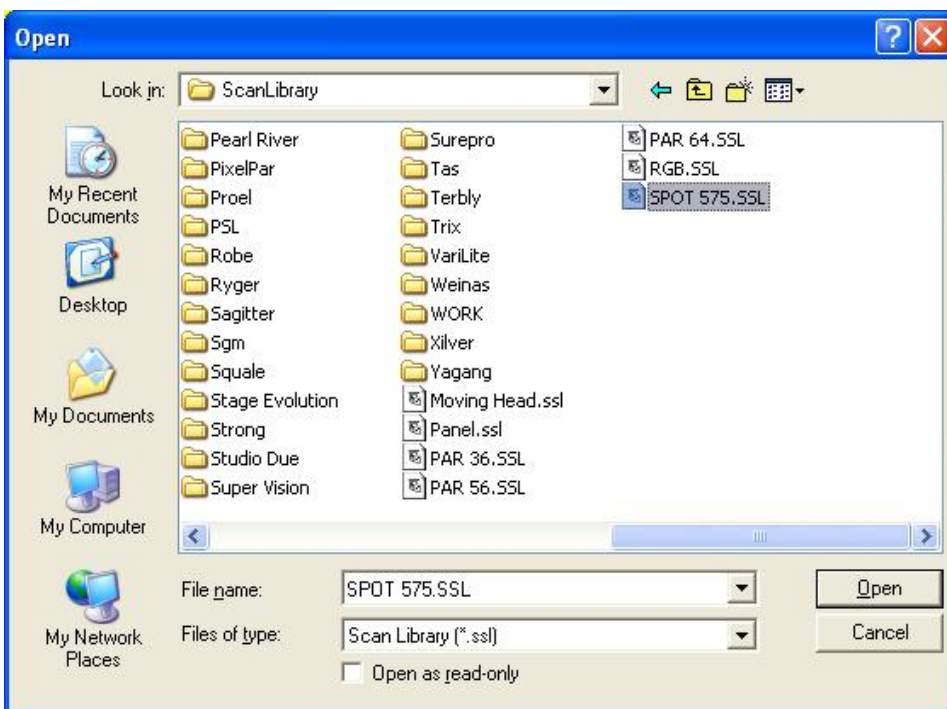 Open
Look in:
ScanLibrary
My Recent
Documents
Desktop
My Documents
My Computer
My Network
Places
Pearl River
PixelPar
Proel
PSL
Robe
Ryger
Sagitter
Sgm
Squale
Stage Evolution
Strong
Studio Due
Super Vision
Surepro
Tas
Terbly
Trix
VariLite
Weinas
WORK
Xilver
Yagang
Moving Head.ssl
Panel.ssl
PAR 36.SSL
PAR 56.SSL
PAR 64.SSL
RGB.SSL
SPOT 575.SSL
File name:
SPOT 575.SSL
Open
Files of type:
Scan Library (*.ssl)
Cancel
Open as read-only